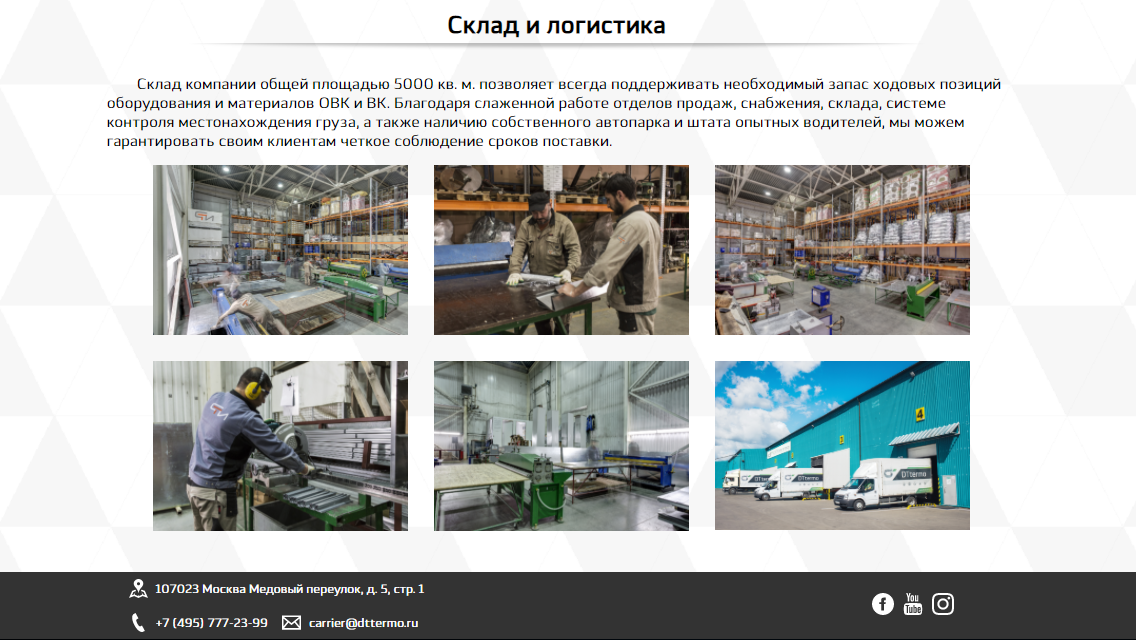 Склад и логистика
Склад компании общей площадью 5000 кв. м. позволяет всегда поддерживать необходимый запас ходовых позиций
оборудования и материалов ОВК и ВК. Благодаря слаженной работе отделов продаж, снабжения, склада, системе
контроля местонахождения груза, а также наличию собственного автопарка и штата опытных водителей, мы можем
гарантировать своим клиентам четкое соблюдение сроков поставки.
4
3
DTtermo
DTtermo
107023 Москва Медовый переулок, д. 5, стр. 1
+7 (495) 777-23-99 carrier@dttermo.ru
You
Tube